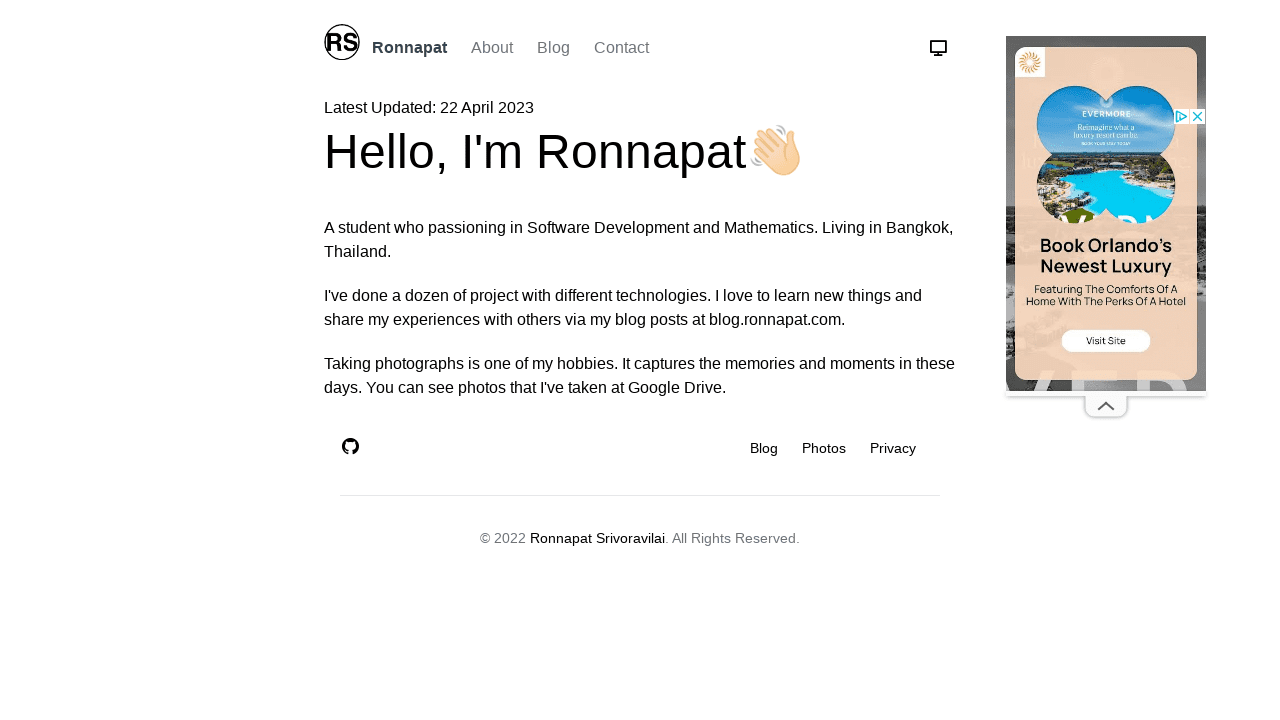 RS Ronnapat About Blog Contact
Latest Updated: 22 April 2023
Hello, I'm Ronnapat👋🏼
A student who passioning in Software Development and Mathematics. Living in Bangkok,
Thailand.
I've done a dozen of project with different technologies. I love to learn new things and
share my experiences with others via my blog posts at blog.ronnapat.com.
Taking photographs is one of my hobbies. It captures the memories and moments in these
days. You can see photos that I've taken at Google Drive.
Blog Photos Privacy
© 2022 Ronnapat Srivoravilai. All Rights Reserved.
EVERMORE
Reimagine what a
luxury resort can be.
BOOK YOUR STAY TODAY
Book Orlando's
Newest Luxury
Featuring The Comforts Of A
Home With The Perks Of A Hotel
Visit Site